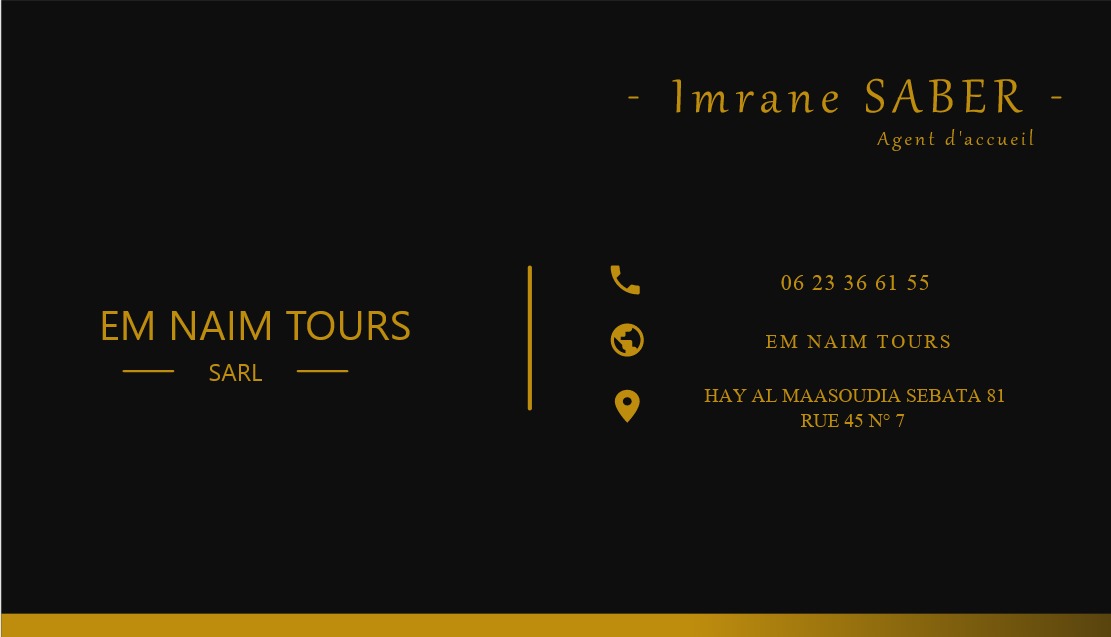 - Imrane SABER -
Agent d'accueil
EM NAIM TOURS
SARL
06 23 36 61 55
EM NAIM TOURS
HAY AL MAASOUDIA SEBATA 81
RUE 45 N° 7